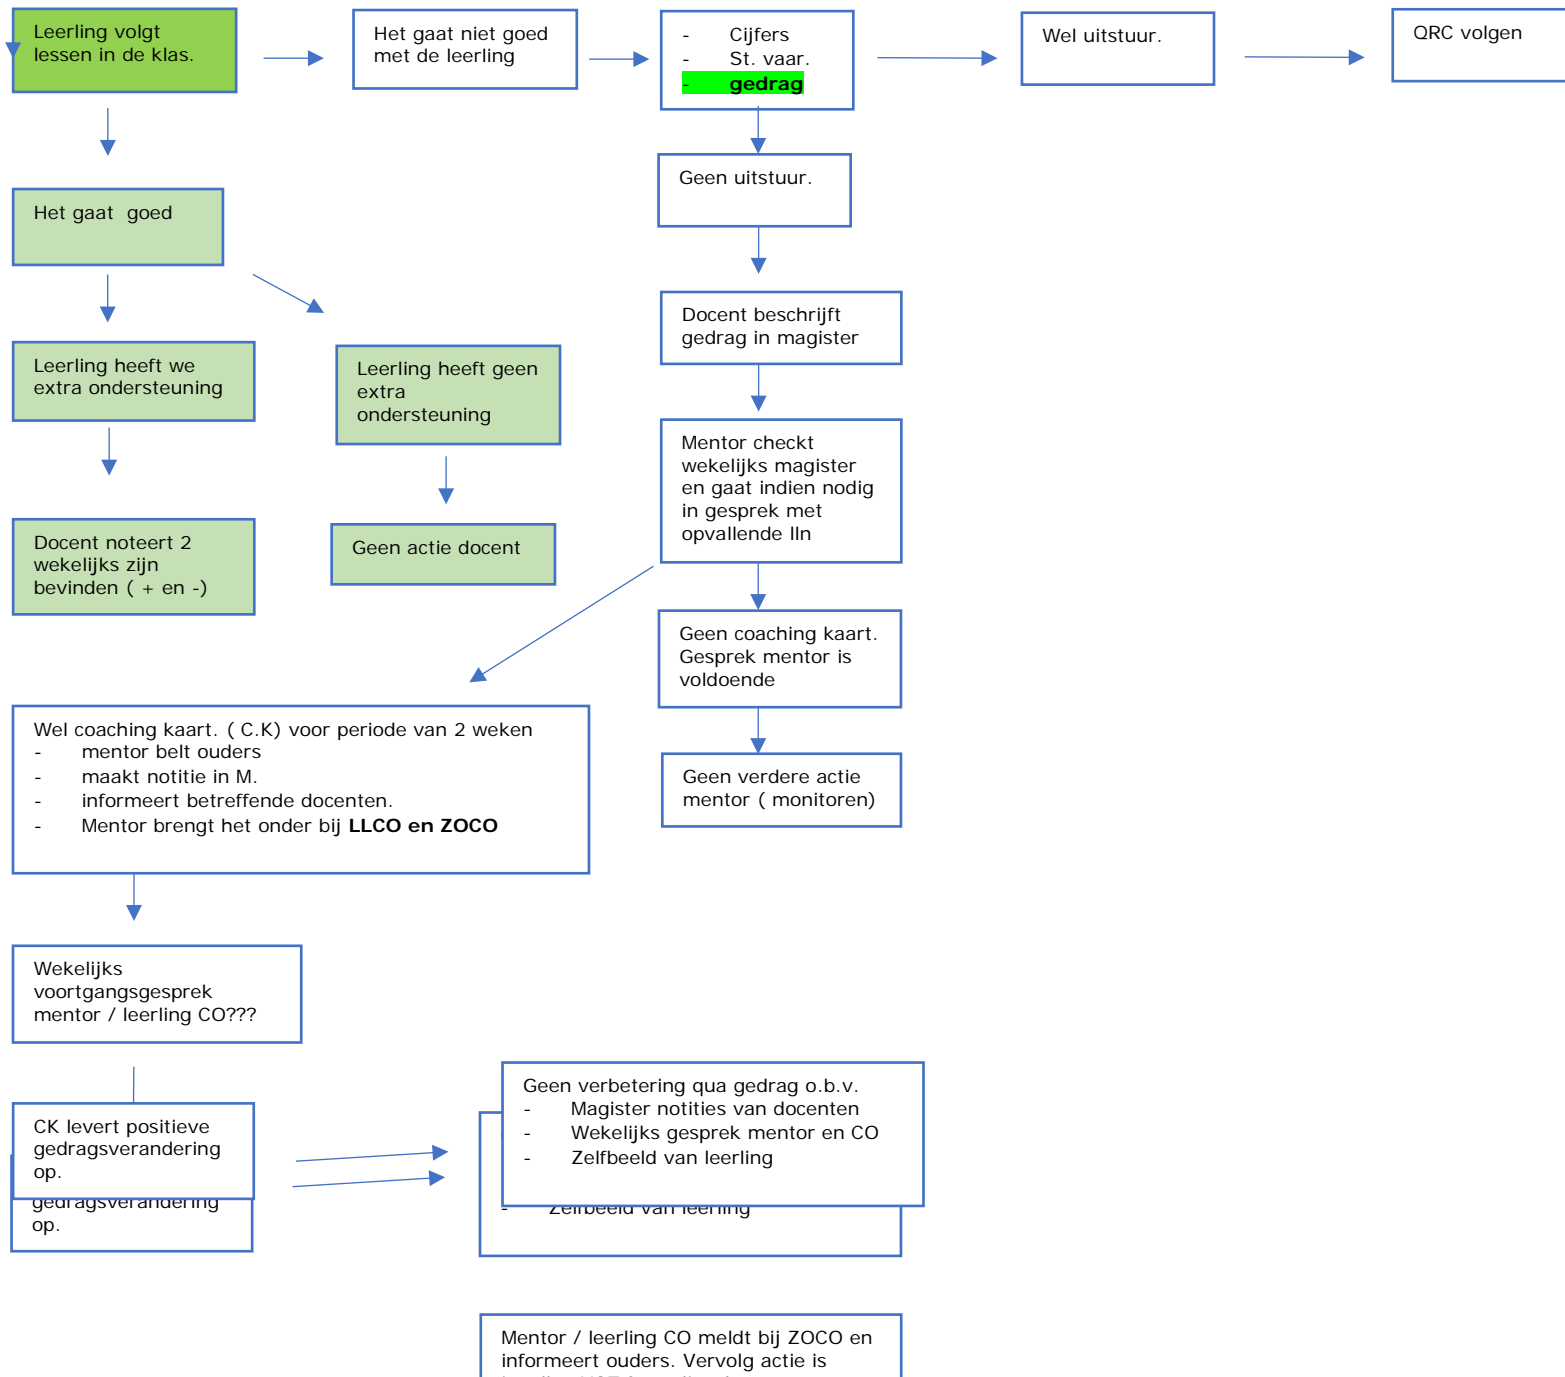 Leerling volgt
lessen in de klas.
Het gaat niet goed
met de leerling
- Cijfers
- St. vaar.
- gedrag
Wel uitstuur.
QRC volgen
Geen uitstuur.
Het gaat goed
Docent beschrijft
gedrag in magister
Leerling heeft we
extra ondersteuning
Leerling heeft geen
extra
ondersteuning
Mentor checkt
wekelijks magister
en gaat indien nodig
in gesprek met
opvallende lln
Docent noteert 2
wekelijks zijn
bevinden ( + en -)
Geen actie docent
Geen coaching kaart.
Gesprek mentor is
voldoende
Wel coaching kaart. ( C.K) voor periode van 2 weken
- mentor belt ouders
- maakt notitie in M.
- informeert betreffende docenten.
- Mentor brengt het onder bij LLCO en ZOCO
Geen verdere actie
mentor ( monitoren)
Wekelijks
voortgangsgesprek
mentor / leerling CO???
Geen verbetering qua gedrag o.b.v.
- Magister notities van docenten
- Wekelijks gesprek mentor en CO
- Zelfbeeld van leerling
- Zelfbeeld van leerling
CK levert positieve
gedragsverandering
op.
gedragsverandering
op.
Mentor / leerling CO meldt bij ZOCO en
informeert ouders. Vervolg actie is